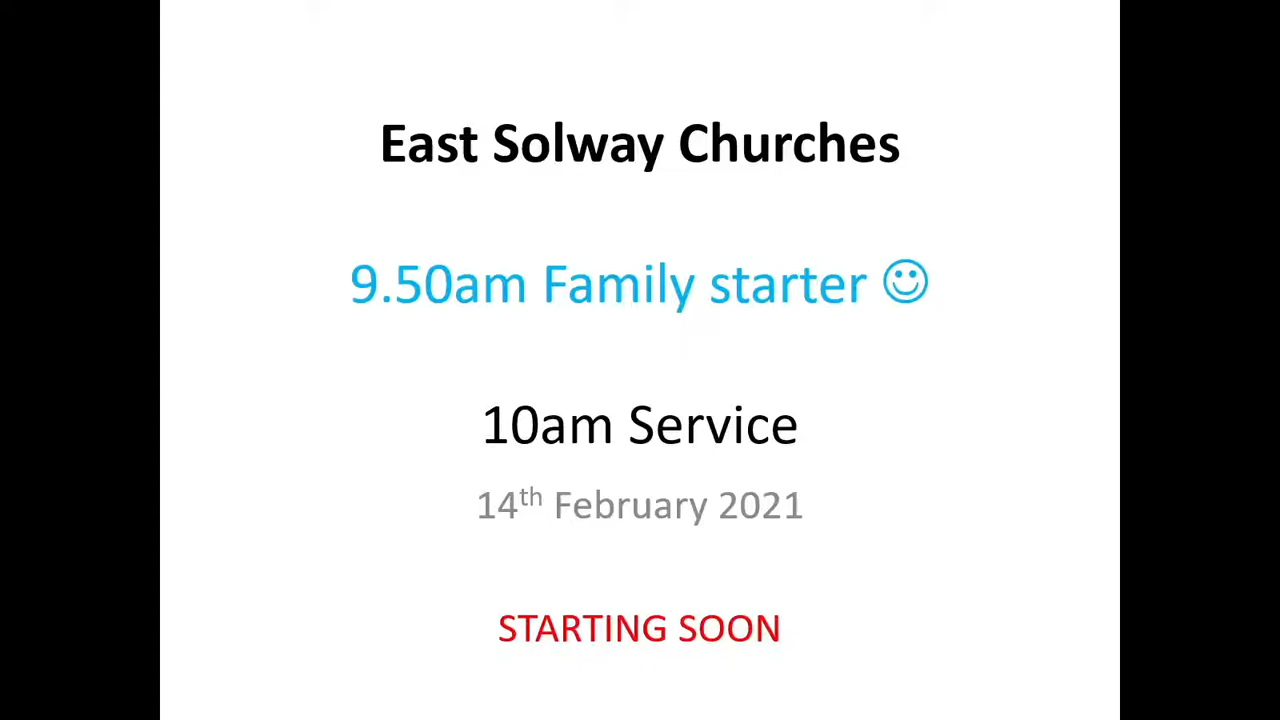 East Solway Churches
9.50am Family starter ☺
10am Service
14th February 2021
STARTING SOON